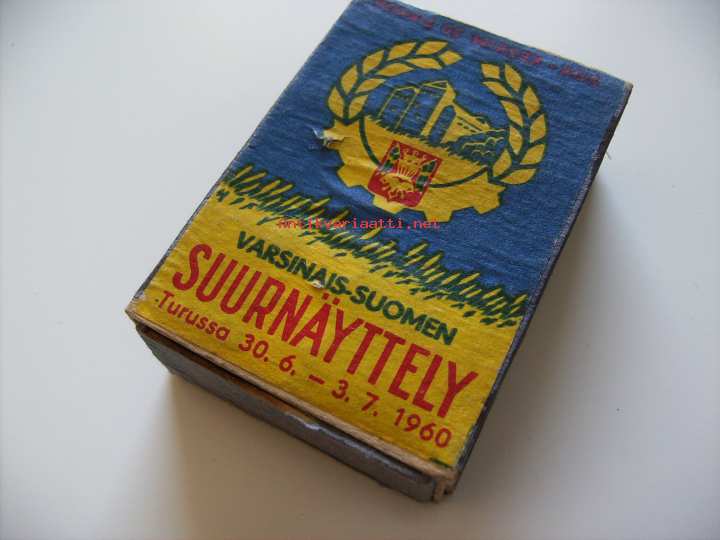 antikvariaatti.net
VARSINAIS-SUOMEN
SUURNÄYTTELY
Turussa 30. 6. – 3. 7. 1960